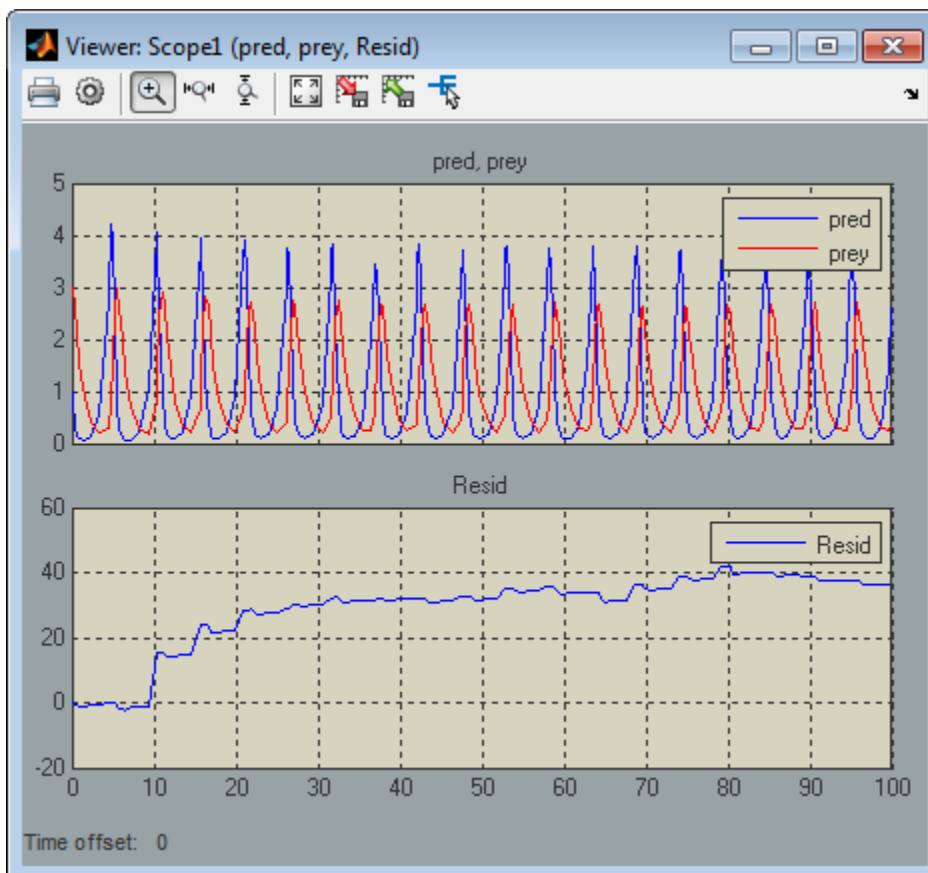 Viewer: Scope1 (pred, prey, Resid)
pred, prey
5
4
3
2
1
0
pred
prey
Resid
60
40
20
0
-20
Resid
0 10 20 30 40 50 60 70 80 90 100
Time offset: 0